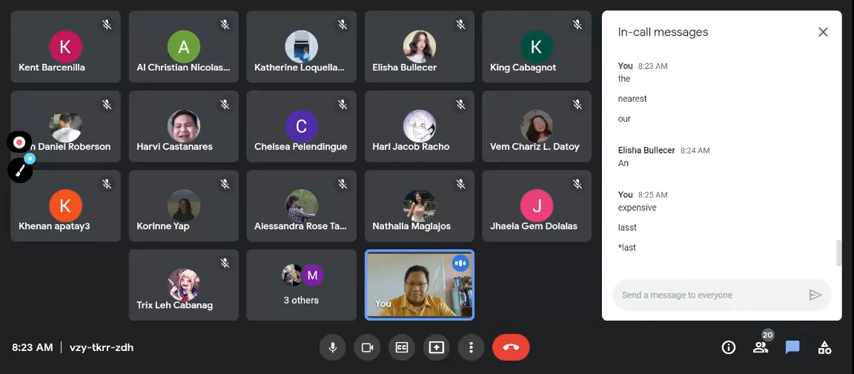 K
Kent Barcenilla
A
Al Christian Nicolas...
Katherine Loquella...
Elisha Bullecer
K
King Cabagnot
Daniel Roberson
Harvi Castanares
C
Chelsea Pelendingue
Harl Jacob Racho
Vem Chariz L. Datoy
K
Khenan apatay3
Korinne Yap
Alessandra Rose Ta...
Nathalia Maglajos
J
Jhaeia Gem Dolalas
Trix Leh Cabanag
M
3 others
You
In-call messages
You 8:23 AM
the
nearest
our
Elisha Bullecer 8:24 AM
An
You 8:25 AM
expensive
lasst
*last
Send a message to everyone
8:23 AM | vzy-tkrr-zdh
CC
20